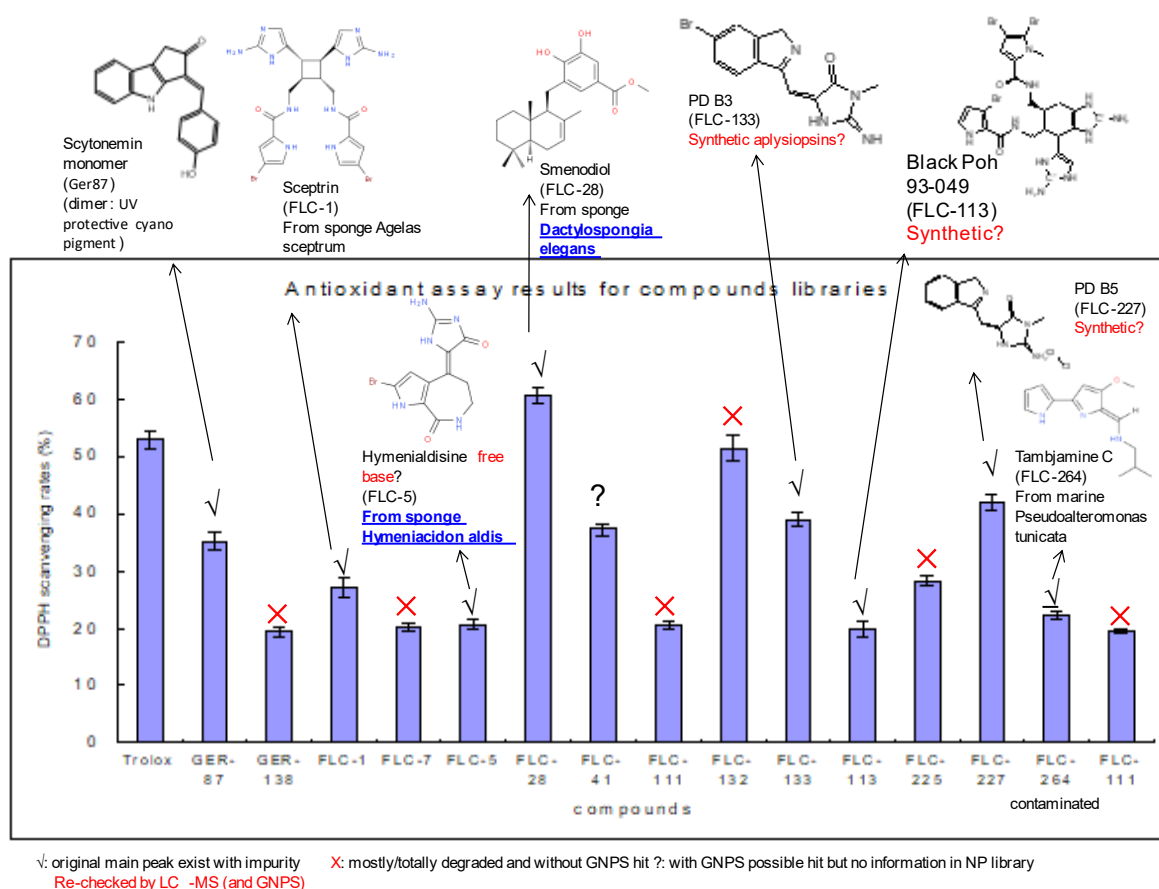 Scytonemin
monomer
(Ger87)
(dimer: UV
protective cyano
pigment )
Sceptrin
(FLC-1)
From sponge Agelas
sceptrum
Smenodiol
(FLC-28)
From sponge
Dactylospongia
elegans
PD B3
(FLC-133)
Synthetic aplysiopsins?
Black Poh
93-049
(FLC-113)
Synthetic?
Antioxidant assay results for compounds libraries
PD B5
(FLC-227)
Synthetic?
Hymenialdisine free
base?
(FLC-5)
From sponge
Hymeniacidon aldis
Tambjamine C
(FLC-264)
From marine
Pseudoalteromonas
tunicata
DPPH scanvenging rates (%)
70
60
50
40
30
20
10
0
√ X √ X √ √ ? X X √ √ X √ √ X
Trolox GER-87 GER-138 FLC-1 FLC-7 FLC-5 FLC-28 FLC-41 FLC-111 FLC-132 FLC-133 FLC-113 FLC-225 FLC-227 FLC-264 FLC-111
contaminated
compounds
√: original main peak exist with impurity X: mostly/totally degraded and without GNPS hit ?: with GNPS possible hit but no information in NP library
Re-checked by LC -MS (and GNPS)